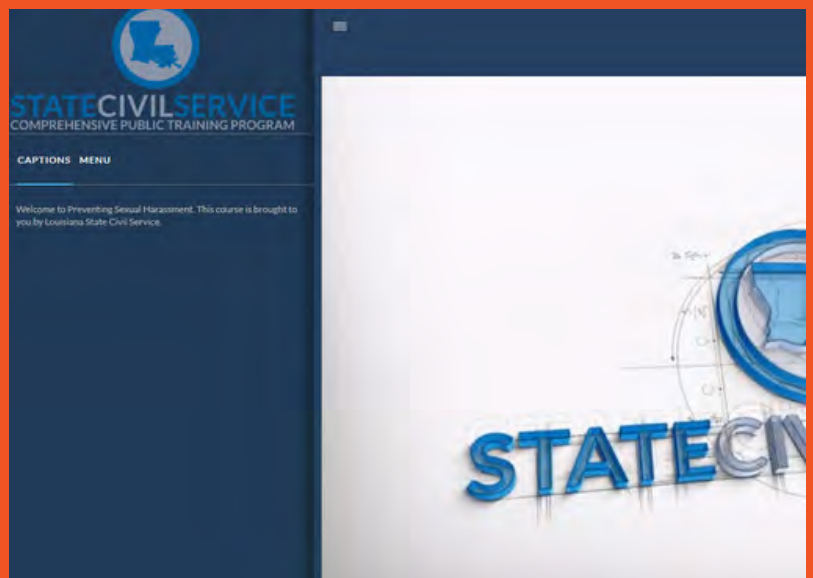 STATECIVILSERVICE
COMPREHENSIVE PUBLIC TRAINING PROGRAM
CAPTIONS MENU
Welcome to Preventing Sexual Harassment. This course is brought to
you by Louisiana State Civil Service.
STATECIV